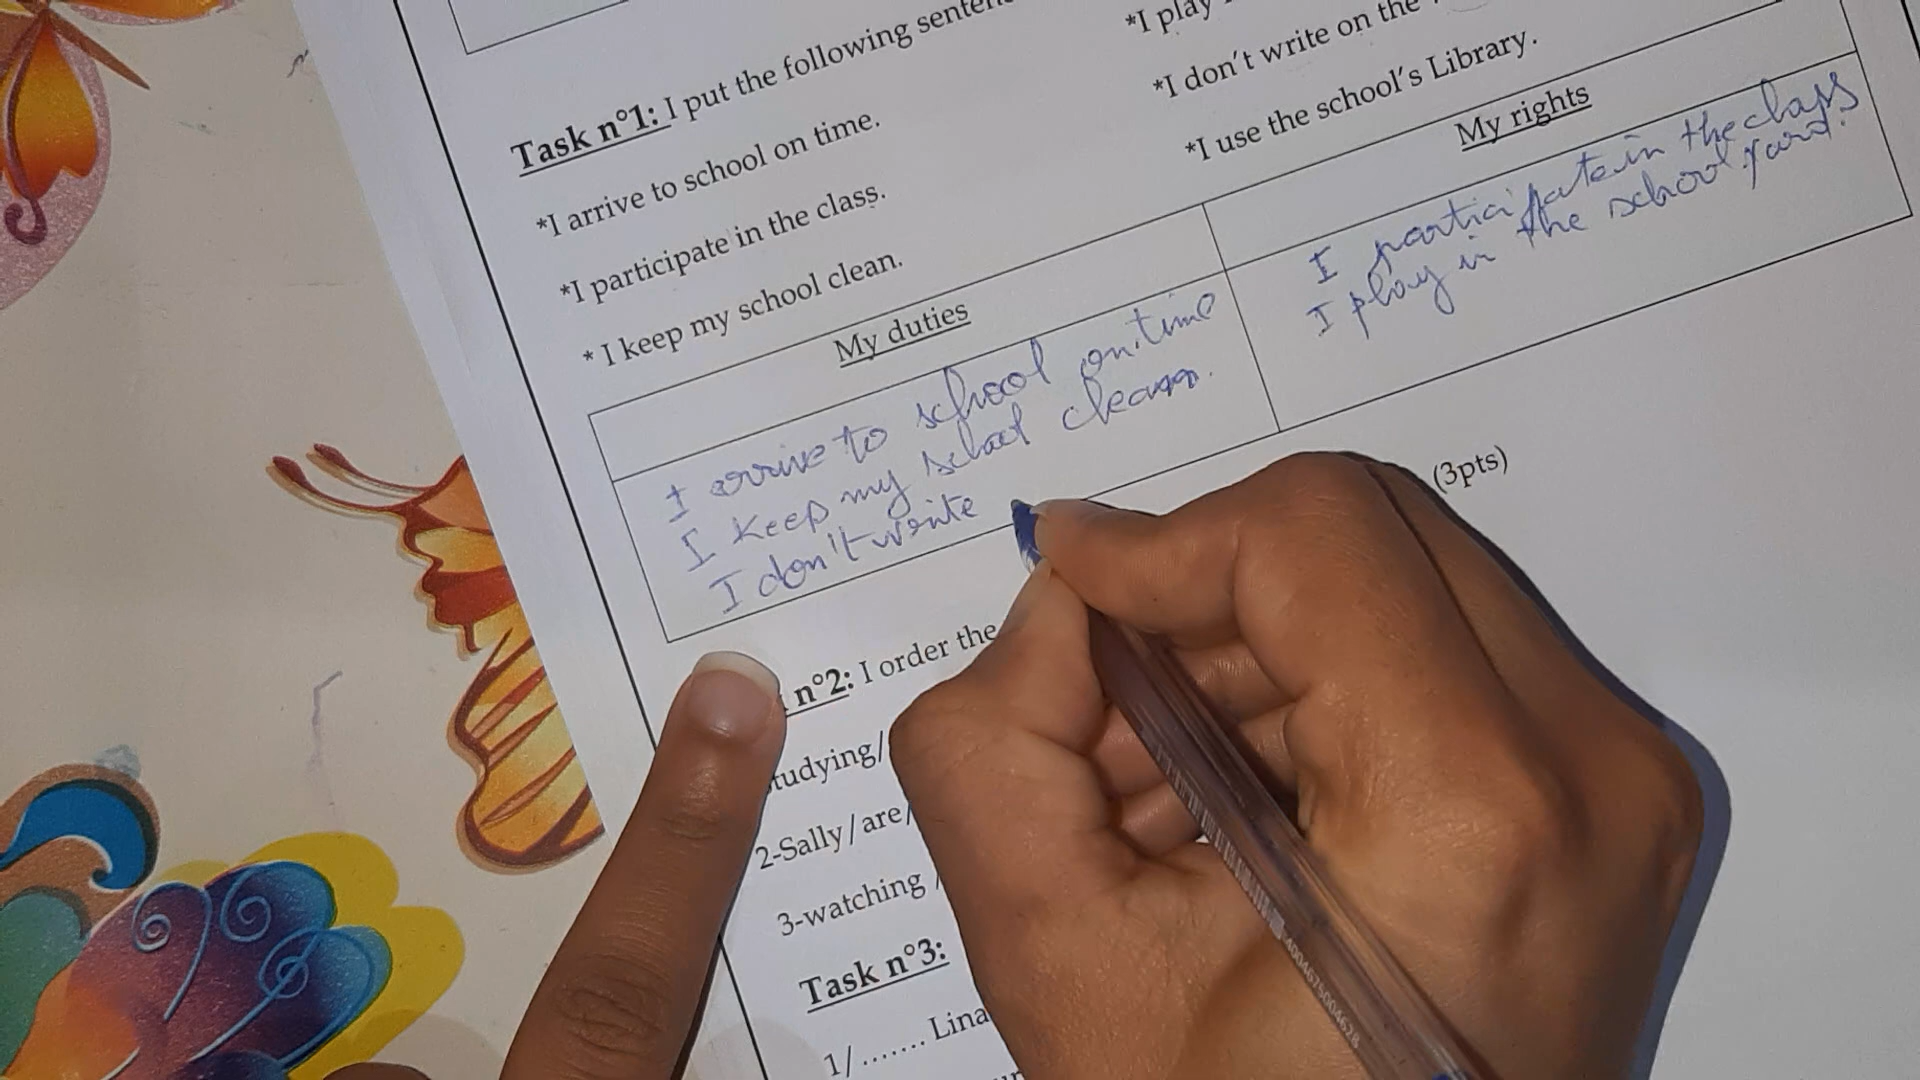 Task n°1: I put the following
*I arrive to school on time.
*I participate in the class.
* I keep my school clean.
*I play
*I don't write on the
*I use the school's Library.
My duties
My rights
I arrive to school on time
I keep my school clean.
I don't write
I participate in the class
I play in the school yard.
(3pts)
n°2: I order the
tudying/
2-Sally / are/
3-watching /
Task n°3:
1/ ....... Lina